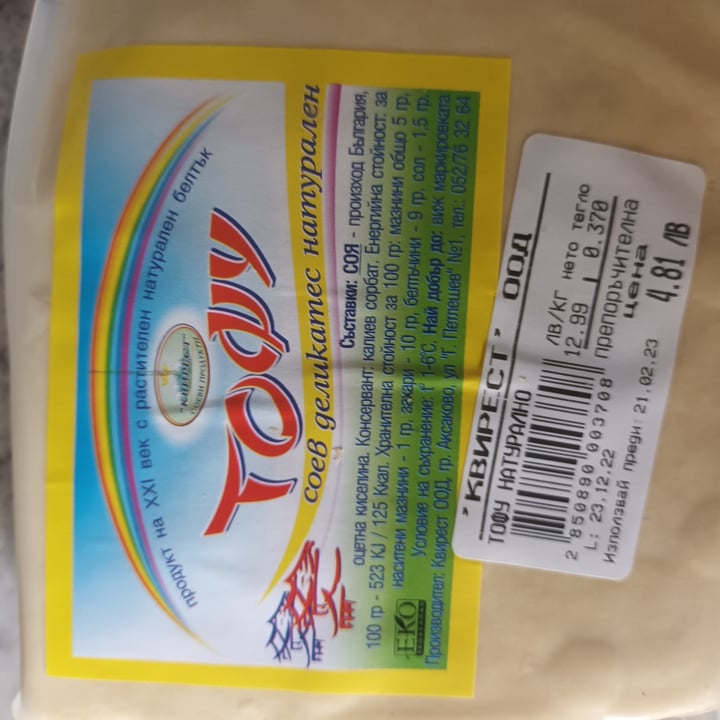 продукт на XXI век с растителен натурален белтък
"КВИРЕСТ"
СОЕВИ ПРОДУКТИ
ТОФУ
соев деликатес натурален
Съставки: СОЯ - произход България,
оцетна киселина. Консервант: калиев сорбат. Енергийна стойност: за
100 гр - 523 KJ / 125 Ккал. Хранителна стойност за 100 гр: мазнини общо 5 гр,
наситени мазнини - 1 гр, захари - 10 гр, белтъчини - 9 гр, сол - 1,5 гр.
Условие на съхранение: t° 1-6°C. Най добър до: виж маркировката
Производител: Квирест ООД, гр. Аксаково, ул. "Г. Петлешев" №1, тел.: 052/76 32 64
EKO
"КВИРЕСТ" ООД
ТОФУ НАТУРАЛНО
ЛВ/КГ нето тегло
12.99 0.370
препоръчителна
цена
4.81 ЛВ
2 850890 003708
L: 23.12.22
Използвай преди: 21.02.23